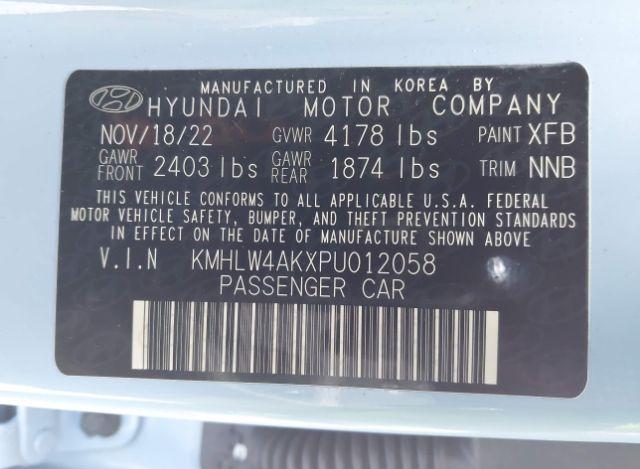 MANUFACTURED IN KOREA BY
HYUNDAI MOTOR COMPANY
NOV/18/22 GVWR 4178 lbs PAINT XFB
GAWR FRONT 2403 lbs GAWR REAR 1874 lbs TRIM NNB
THIS VEHICLE CONFORMS TO ALL APPLICABLE U.S.A. FEDERAL
MOTOR VEHICLE SAFETY, BUMPER, AND THEFT PREVENTION STANDARDS
IN EFFECT ON THE DATE OF MANUFACTURE SHOWN ABOVE
V.I.N KMHLW4AKXPU012058
PASSENGER CAR